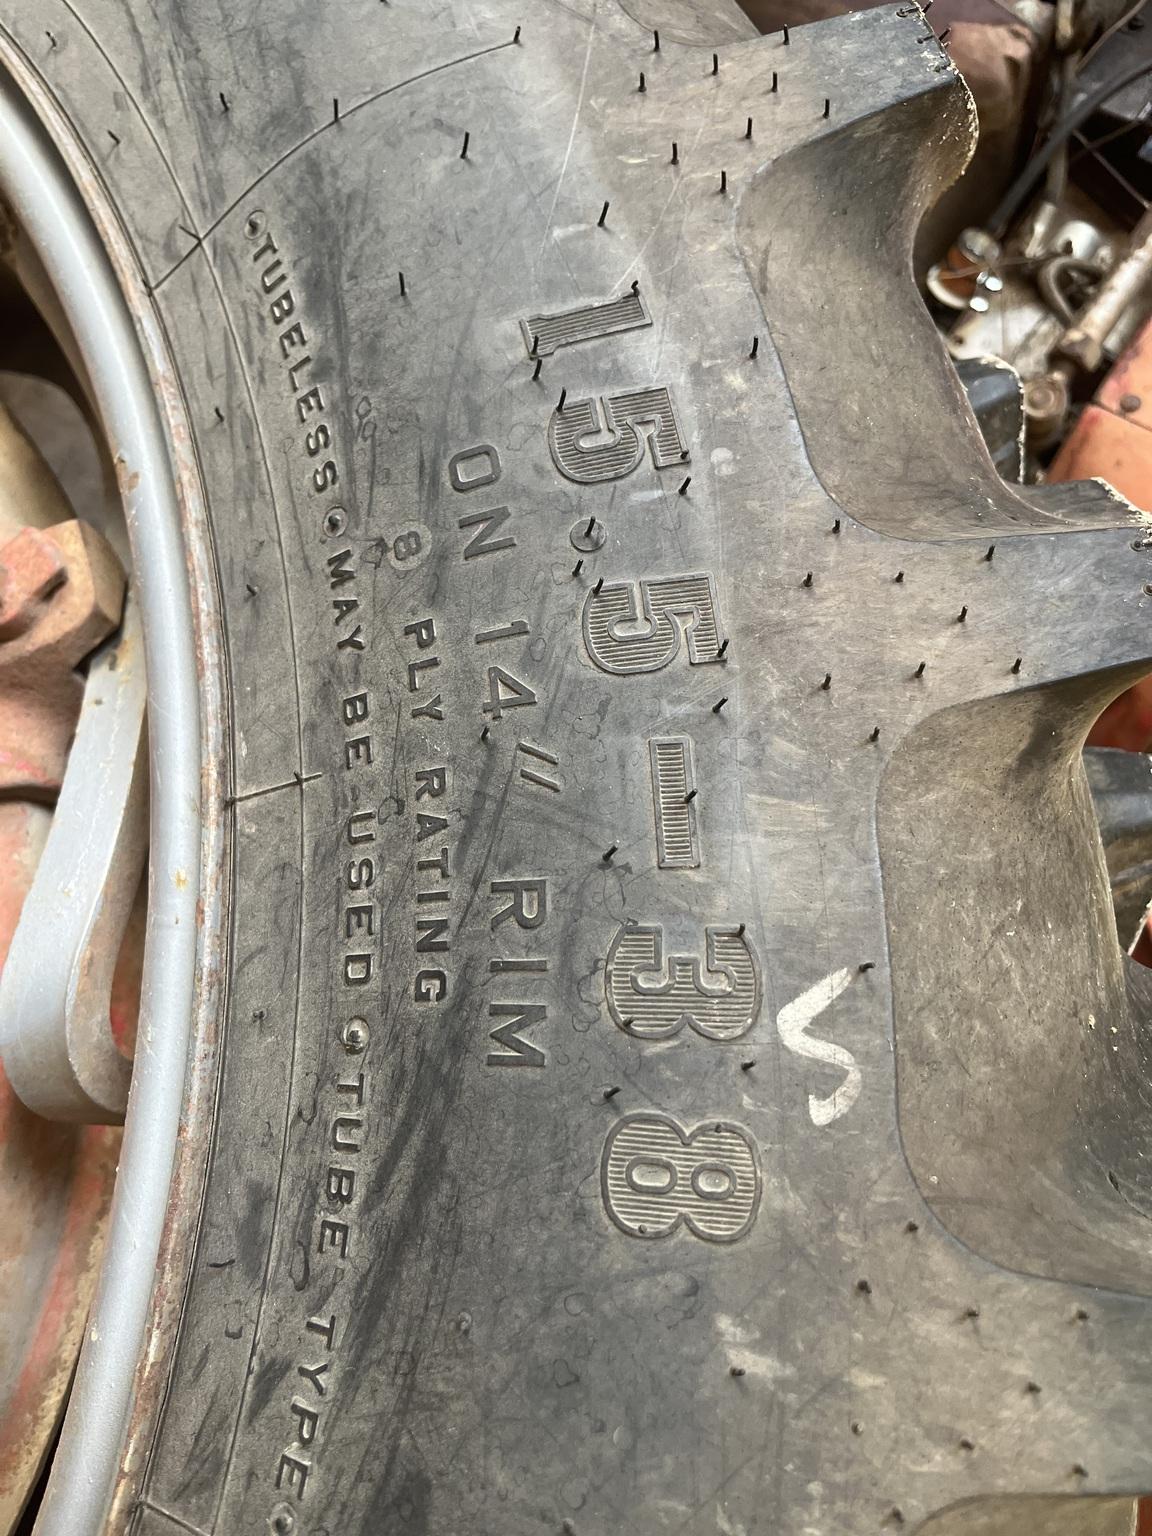 15.5-38
ON 14" RIM
8 PLY RATING
TUBELESS MAY BE USED TUBE TYPE